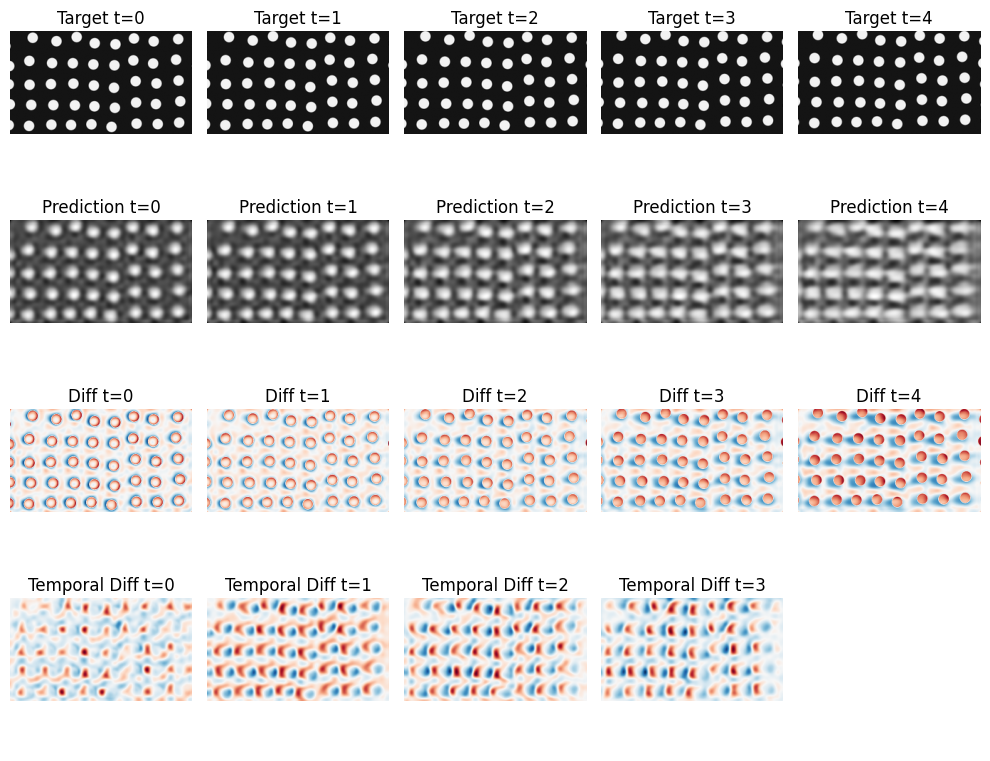 Target t=0 Target t=1 Target t=2 Target t=3 Target t=4
Prediction t=0 Prediction t=1 Prediction t=2 Prediction t=3 Prediction t=4
Diff t=0 Diff t=1 Diff t=2 Diff t=3 Diff t=4
Temporal Diff t=0 Temporal Diff t=1 Temporal Diff t=2 Temporal Diff t=3